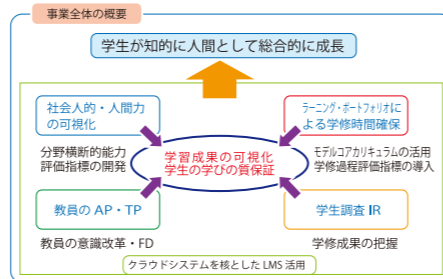 事業全体の概要
学生が知的に人間として総合的に成長
社会人的・人間力
の可視化
ラーニング・ポートフォリオに
よる学修時間確保
分野横断的能力
評価指標の開発
学習成果の可視化
学生の学びの質保証
モデルコアカリキュラムの活用
学修過程評価指標の導入
教員の AP・TP
学生調査 IR
教員の意識改革・FD
学修成果の把握
クラウドシステムを核とした LMS 活用